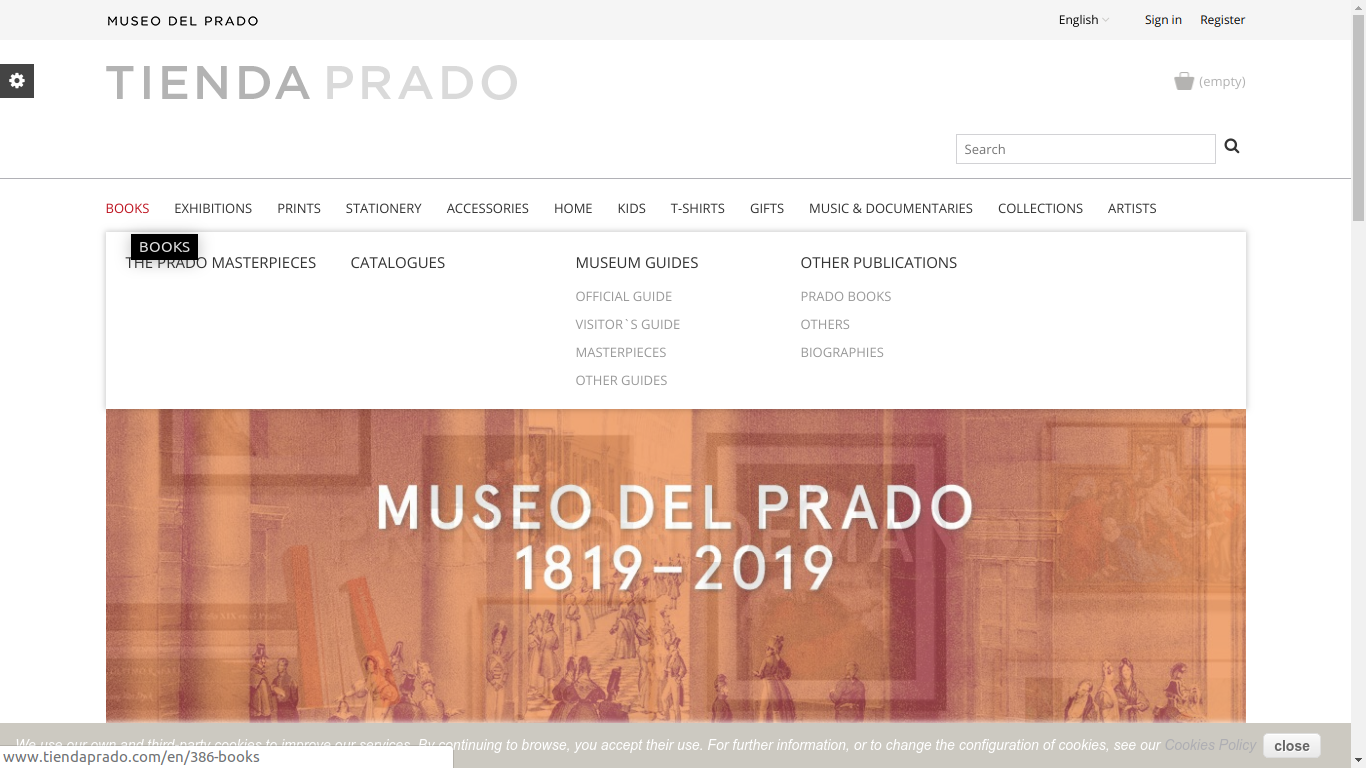 MUSEO DEL PRADO
English
Sign in
Register
TIENDA PRADO
(empty)
Search
BOOKS
EXHIBITIONS
PRINTS
STATIONERY
ACCESSORIES
HOME
KIDS
T-SHIRTS
GIFTS
MUSIC & DOCUMENTARIES
COLLECTIONS
ARTISTS
BOOKS
THE PRADO MASTERPIECES
CATALOGUES
MUSEUM GUIDES
OFFICIAL GUIDE
VISITOR`S GUIDE
MASTERPIECES
OTHER GUIDES
OTHER PUBLICATIONS
PRADO BOOKS
OTHERS
BIOGRAPHIES
MUSEO DEL PRADO
1819-2019
We use our own and third-party cookies to improve our services. By continuing to browse, you accept their use. For further information, or to change the configuration of cookies, see our Cookies Policy
close
www.tiendaprado.com/en/386-books